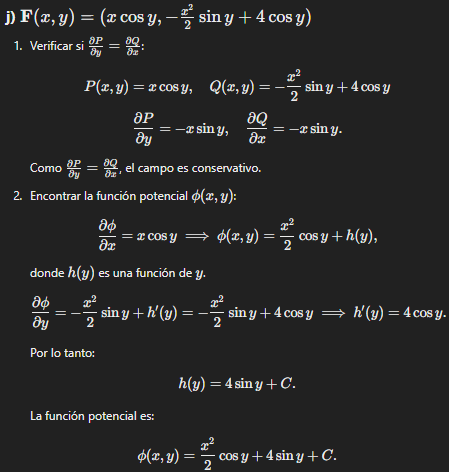 j) F(x, y) = (x cos y, −x²/2 sin y + 4 cos y)
1. Verificar si ∂P/∂y = ∂Q/∂x:
P(x, y) = x cos y, Q(x, y) = −x²/2 sin y + 4 cos y
∂P/∂y = −x sin y, ∂Q/∂x = −x sin y.
Como ∂P/∂y = ∂Q/∂x, el campo es conservativo.
2. Encontrar la función potencial ϕ(x, y):
∂ϕ/∂x = x cos y ⟹ ϕ(x, y) = x²/2 cos y + h(y),
donde h(y) es una función de y.
∂ϕ/∂y = −x²/2 sin y + h′(y) = −x²/2 sin y + 4 cos y ⟹ h′(y) = 4 cos y.
Por lo tanto:
h(y) = 4 sin y + C.
La función potencial es:
ϕ(x, y) = x²/2 cos y + 4 sin y + C.